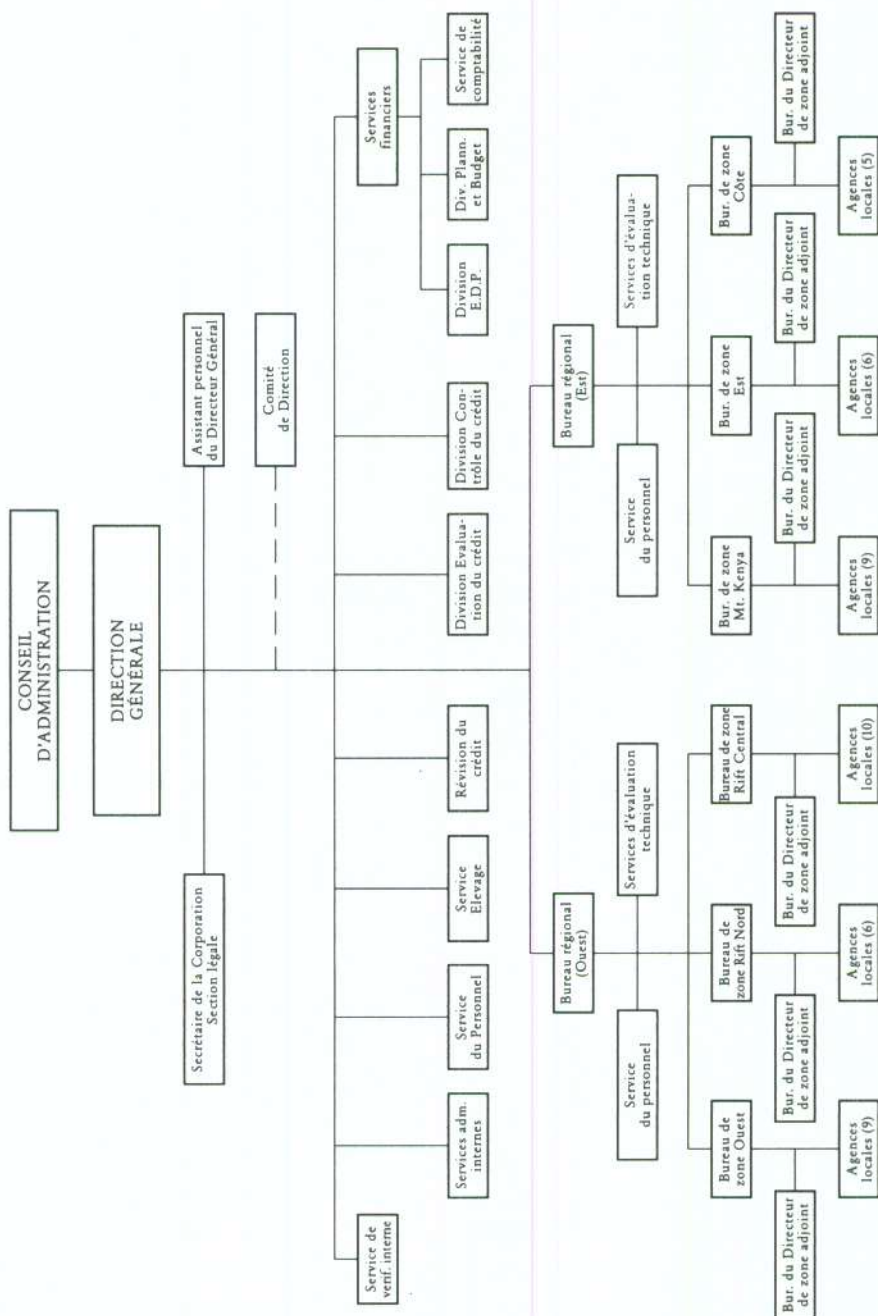 CONSEIL
D'ADMINISTRATION
DIRECTION
GÉNÉRALE
Secrétaire de la Corporation
Section légale
Assistant personnel
du Directeur Général
Comité
de Direction
Service de
verif. interne
Services adm.
internes
Service
du Personnel
Service
Elevage
Révision du
crédit
Division Evalua-
tion du crédit
Division Con-
trôle du crédit
Services
financiers
Division
E.D.P.
Div. Plann.
et Budget
Service de
comptabilité
Bureau régional
(Ouest)
Service
du personnel
Services d'évaluation
technique
Bureau de
zone Ouest
Bureau de
zone Rift Nord
Bureau de zone
Rift Central
Bur. du Directeur
de zone adjoint
Bur. du Directeur
de zone adjoint
Bur. du Directeur
de zone adjoint
Agences
locales (9)
Agences
locales (6)
Agences
locales (10)
Bureau régional
(Est)
Service
du personnel
Services d'évalua-
tion technique
Bur. de zone
Mt. Kenya
Bur. de zone
Est
Bur. de zone
Côte
Bur. du Directeur
de zone adjoint
Bur. du Directeur
de zone adjoint
Bur. du Directeur
de zone adjoint
Agences
locales (9)
Agences
locales (6)
Agences
locales (5)